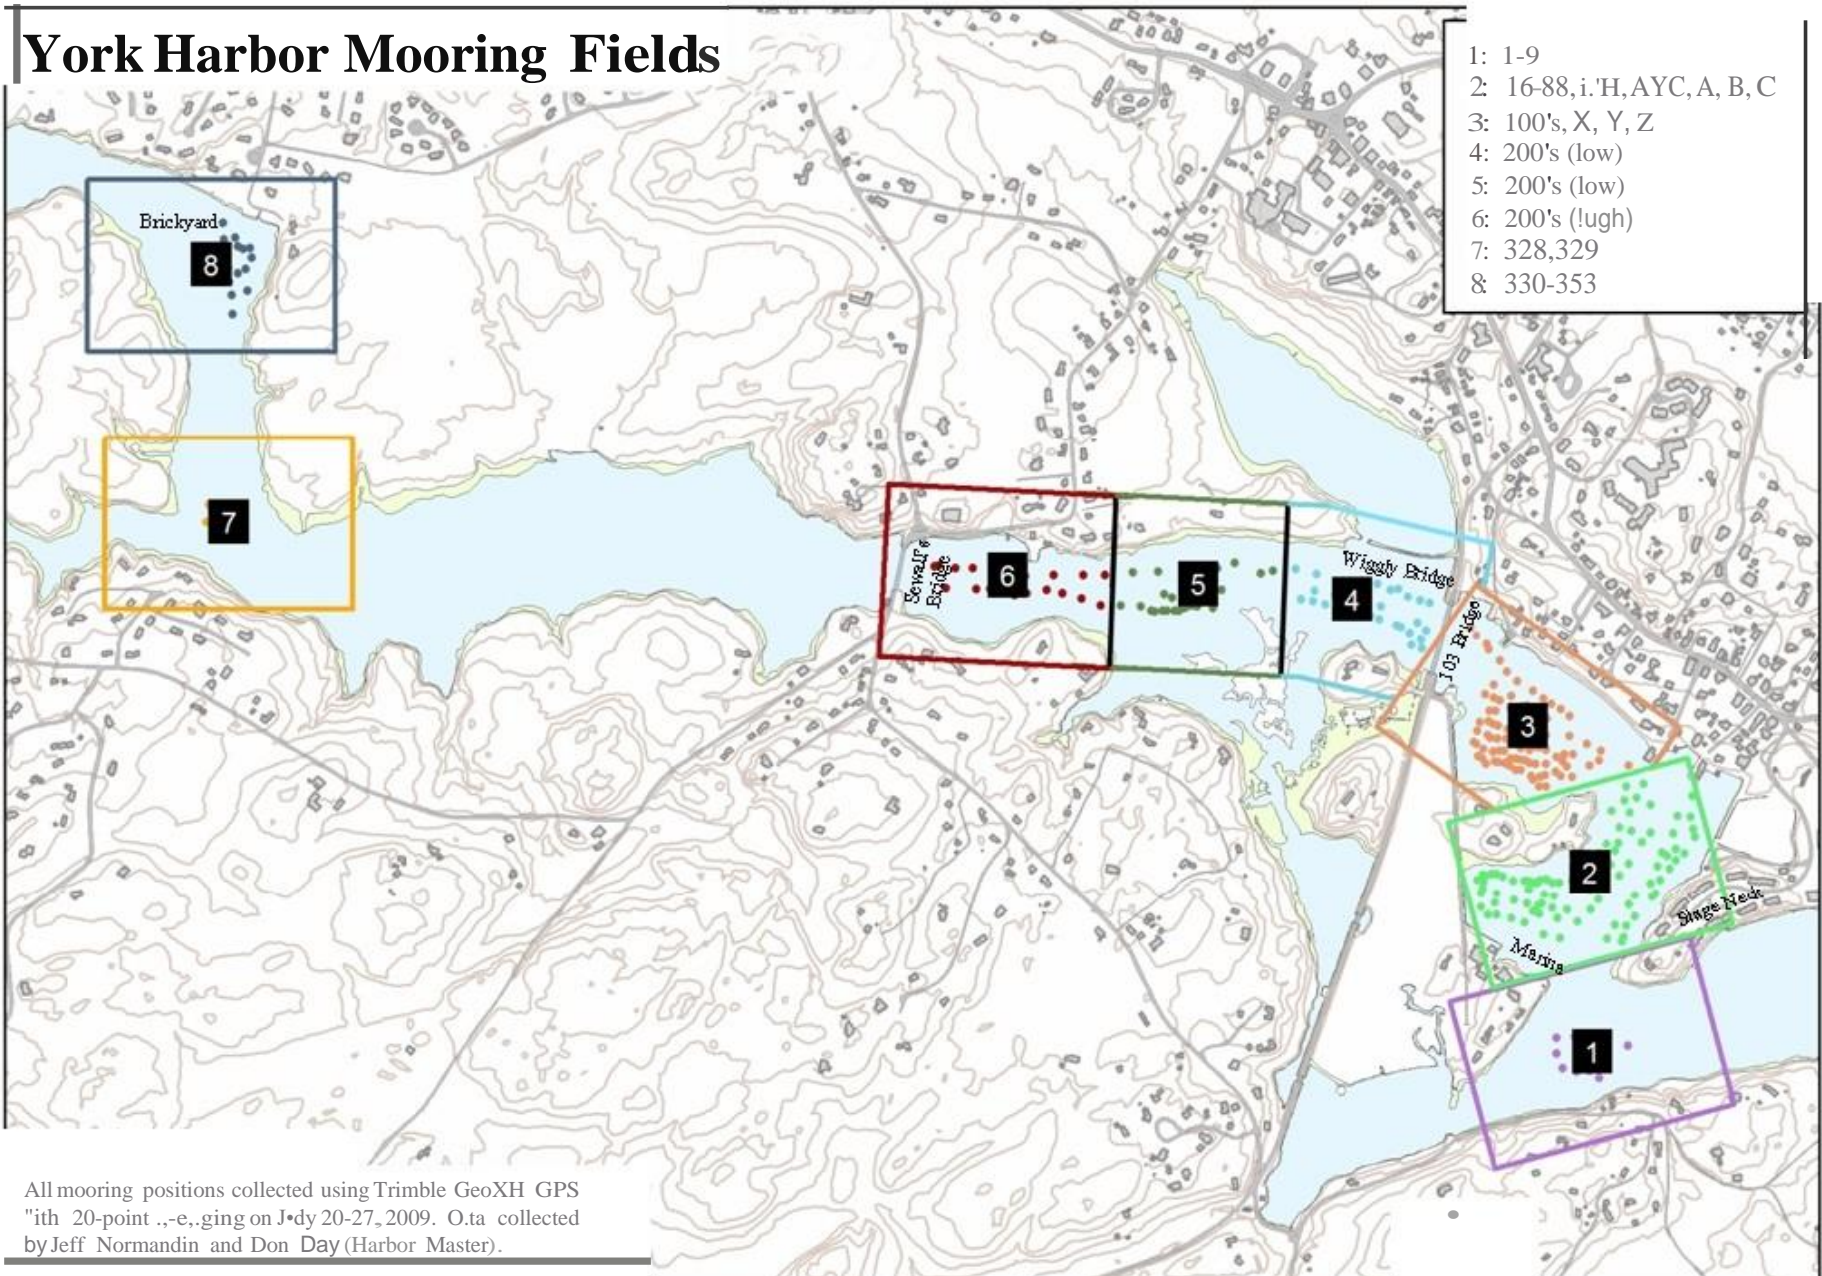 York Harbor Mooring Fields
1: 1-9
2: 16-88, i.'H, AYC, A, B, C
3: 100's, X, Y, Z
4: 200's (low)
5: 200's (low)
6: 200's (!ugh)
7: 328,329
8: 330-353
Brickyard
8
7
Sewall's
Bridge
6
5
Wiggly Bridge
4
103 Bridge
3
2
Stage Neck
Marina
1
All mooring positions collected using Trimble GeoXH GPS
"ith 20-point .,-e,.ging on J•dy 20-27, 2009. O.ta collected
by Jeff Normandin and Don Day (Harbor Master).